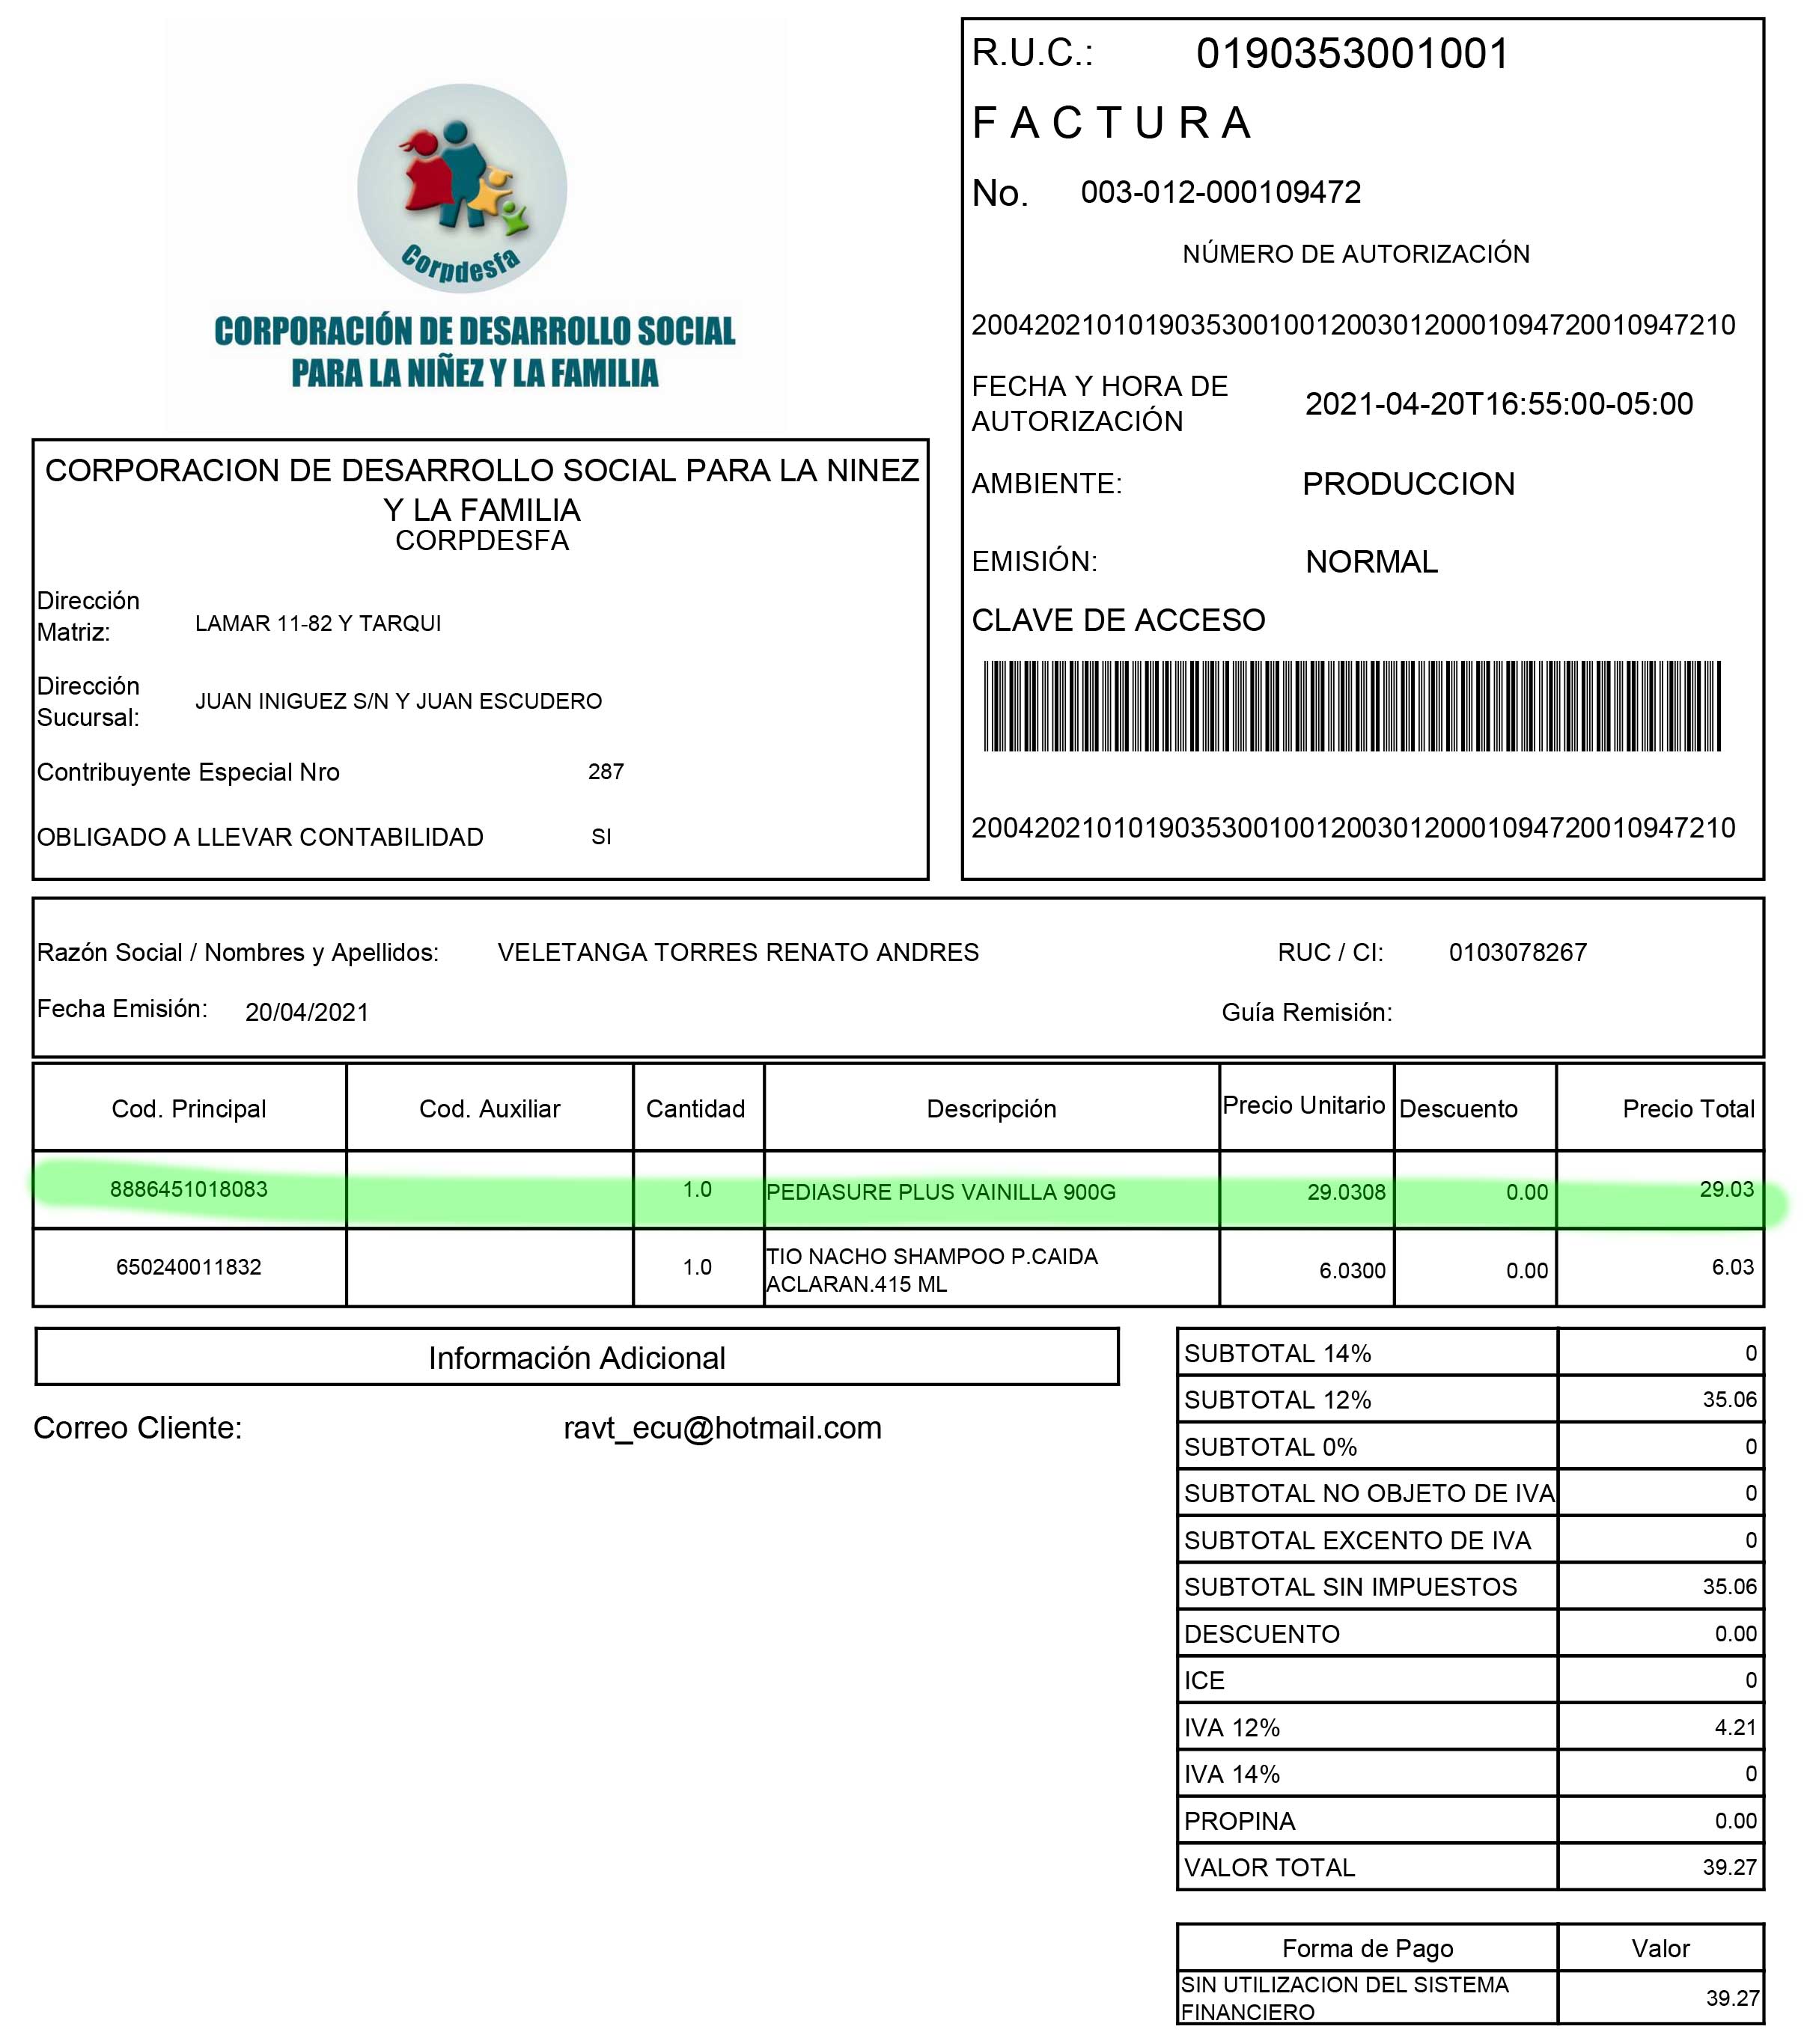 Corpdesfa
CORPORACIÓN DE DESARROLLO SOCIAL
PARA LA NIÑEZ Y LA FAMILIA
R.U.C.: 0190353001001
F A C T U R A
No. 003-012-000109472
NÚMERO DE AUTORIZACIÓN
2004202101019035300100120030120001094720010947210
FECHA Y HORA DE
AUTORIZACIÓN 2021-04-20T16:55:00-05:00
AMBIENTE: PRODUCCION
EMISIÓN: NORMAL
CLAVE DE ACCESO
2004202101019035300100120030120001094720010947210
CORPORACION DE DESARROLLO SOCIAL PARA LA NINEZ
Y LA FAMILIA
CORPDESFA
Dirección
Matriz: LAMAR 11-82 Y TARQUI
Dirección
Sucursal: JUAN INIGUEZ S/N Y JUAN ESCUDERO
Contribuyente Especial Nro 287
OBLIGADO A LLEVAR CONTABILIDAD SI
Razón Social / Nombres y Apellidos: VELETANGA TORRES RENATO ANDRES RUC / CI: 0103078267
Fecha Emisión: 20/04/2021 Guía Remisión:
Cod. Principal Cod. Auxiliar Cantidad Descripción Precio Unitario Descuento Precio Total
8886451018083 1.0 PEDIASURE PLUS VAINILLA 900G 29.0308 0.00 29.03
650240011832 1.0 TIO NACHO SHAMPOO P.CAIDA 6.0300 0.00 6.03
ACLARAN.415 ML
Información Adicional
Correo Cliente: ravt_ecu@hotmail.com
SUBTOTAL 14% 0
SUBTOTAL 12% 35.06
SUBTOTAL 0% 0
SUBTOTAL NO OBJETO DE IVA 0
SUBTOTAL EXCENTO DE IVA 0
SUBTOTAL SIN IMPUESTOS 35.06
DESCUENTO 0.00
ICE 0
IVA 12% 4.21
IVA 14% 0
PROPINA 0.00
VALOR TOTAL 39.27
Forma de Pago Valor
SIN UTILIZACION DEL SISTEMA
FINANCIERO 39.27